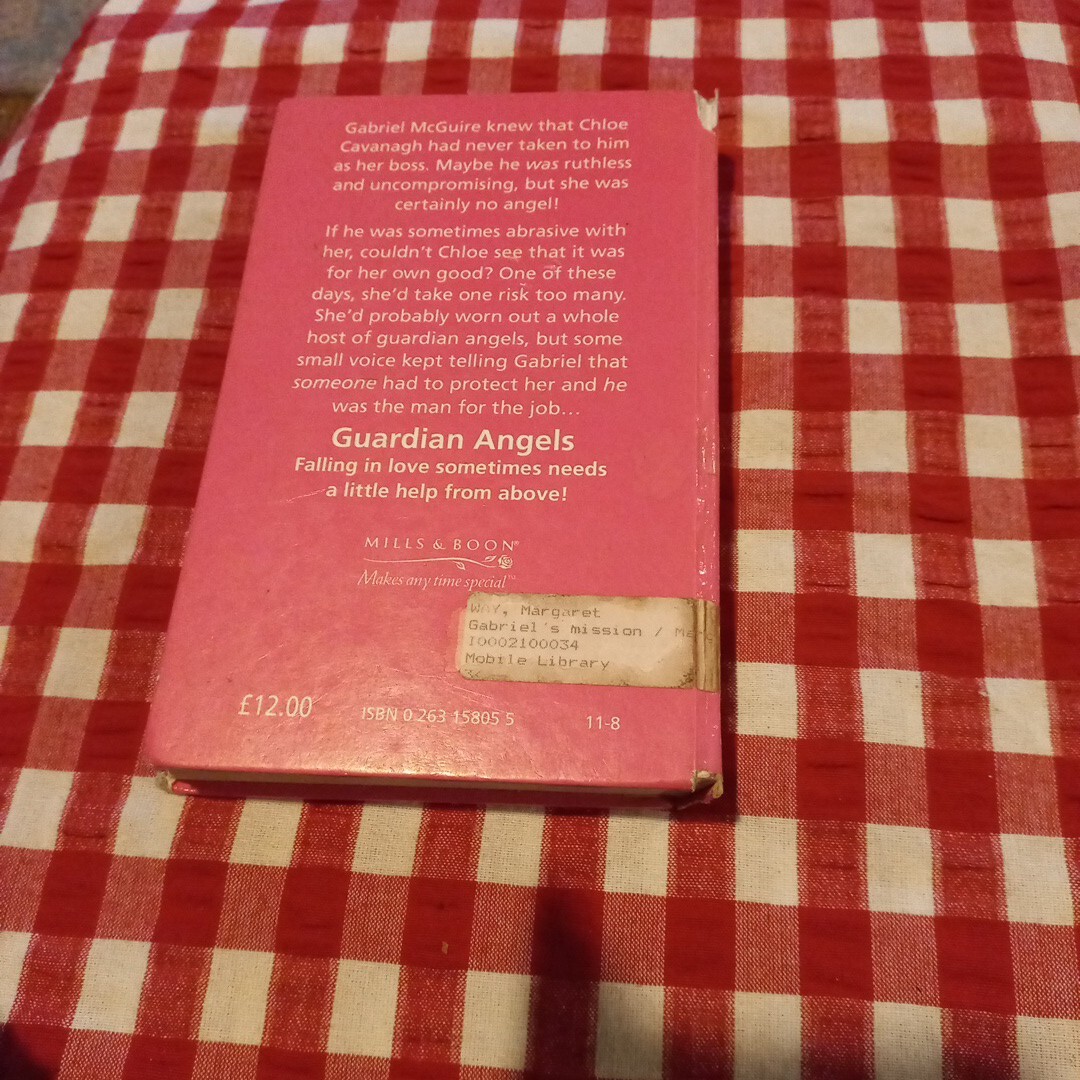 Gabriel McGuire knew that Chloe
Cavanagh had never taken to him
as her boss. Maybe he was ruthless
and uncompromising, but she was
certainly no angel!
If he was sometimes abrasive with
her, couldn't Chloe see that it was
for her own good? One of these
days, she'd take one risk too many.
She'd probably worn out a whole
host of guardian angels, but some
small voice kept telling Gabriel that
someone had to protect her and he
was the man for the job...
Guardian Angels
Falling in love sometimes needs
a little help from above!
MILLS & BOON®
Makes any time special™
WAY, Margaret
Gabriel's mission / Ma
I0002100034
Mobile Library
£12.00
ISBN 0 263 15805 5
11-8